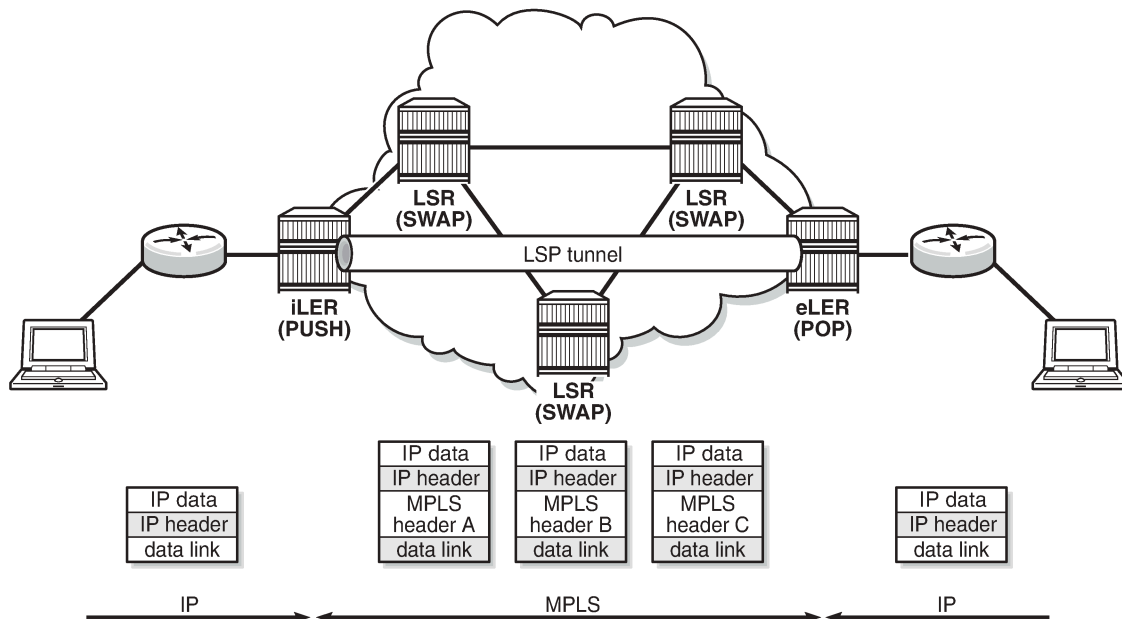 LSR
(SWAP)
LSR
(SWAP)
LSP tunnel
iLER
(PUSH)
eLER
(POP)
LSR
(SWAP)
IP data
IP header
MPLS
header A
data link
IP data
IP header
MPLS
header B
data link
IP data
IP header
MPLS
header C
data link
IP data
IP header
data link
IP data
IP header
data link
IP
MPLS
IP